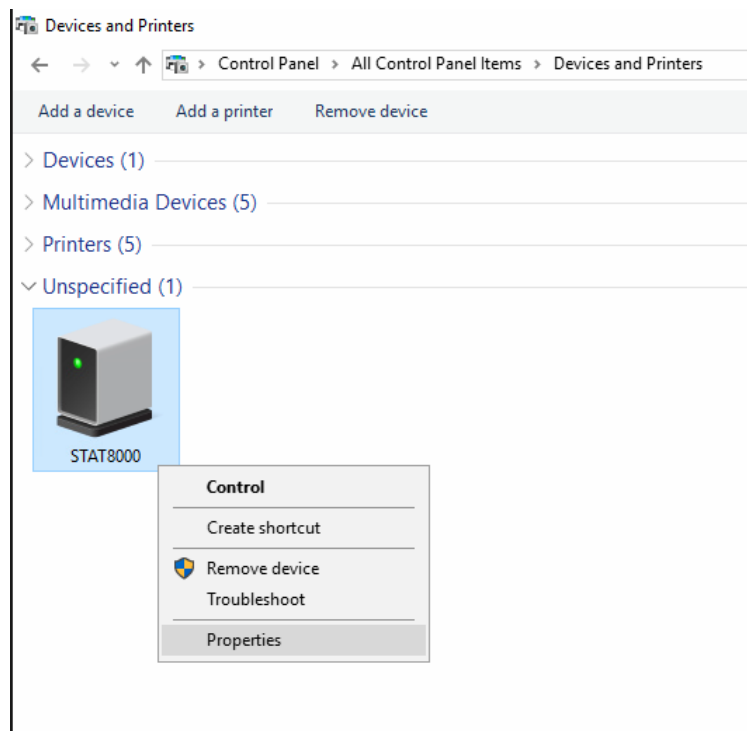 Devices and Printers
Control Panel > All Control Panel Items > Devices and Printers
Add a device Add a printer Remove device
Devices (1)
Multimedia Devices (5)
Printers (5)
Unspecified (1)
STAT8000
Control
Create shortcut
Remove device
Troubleshoot
Properties